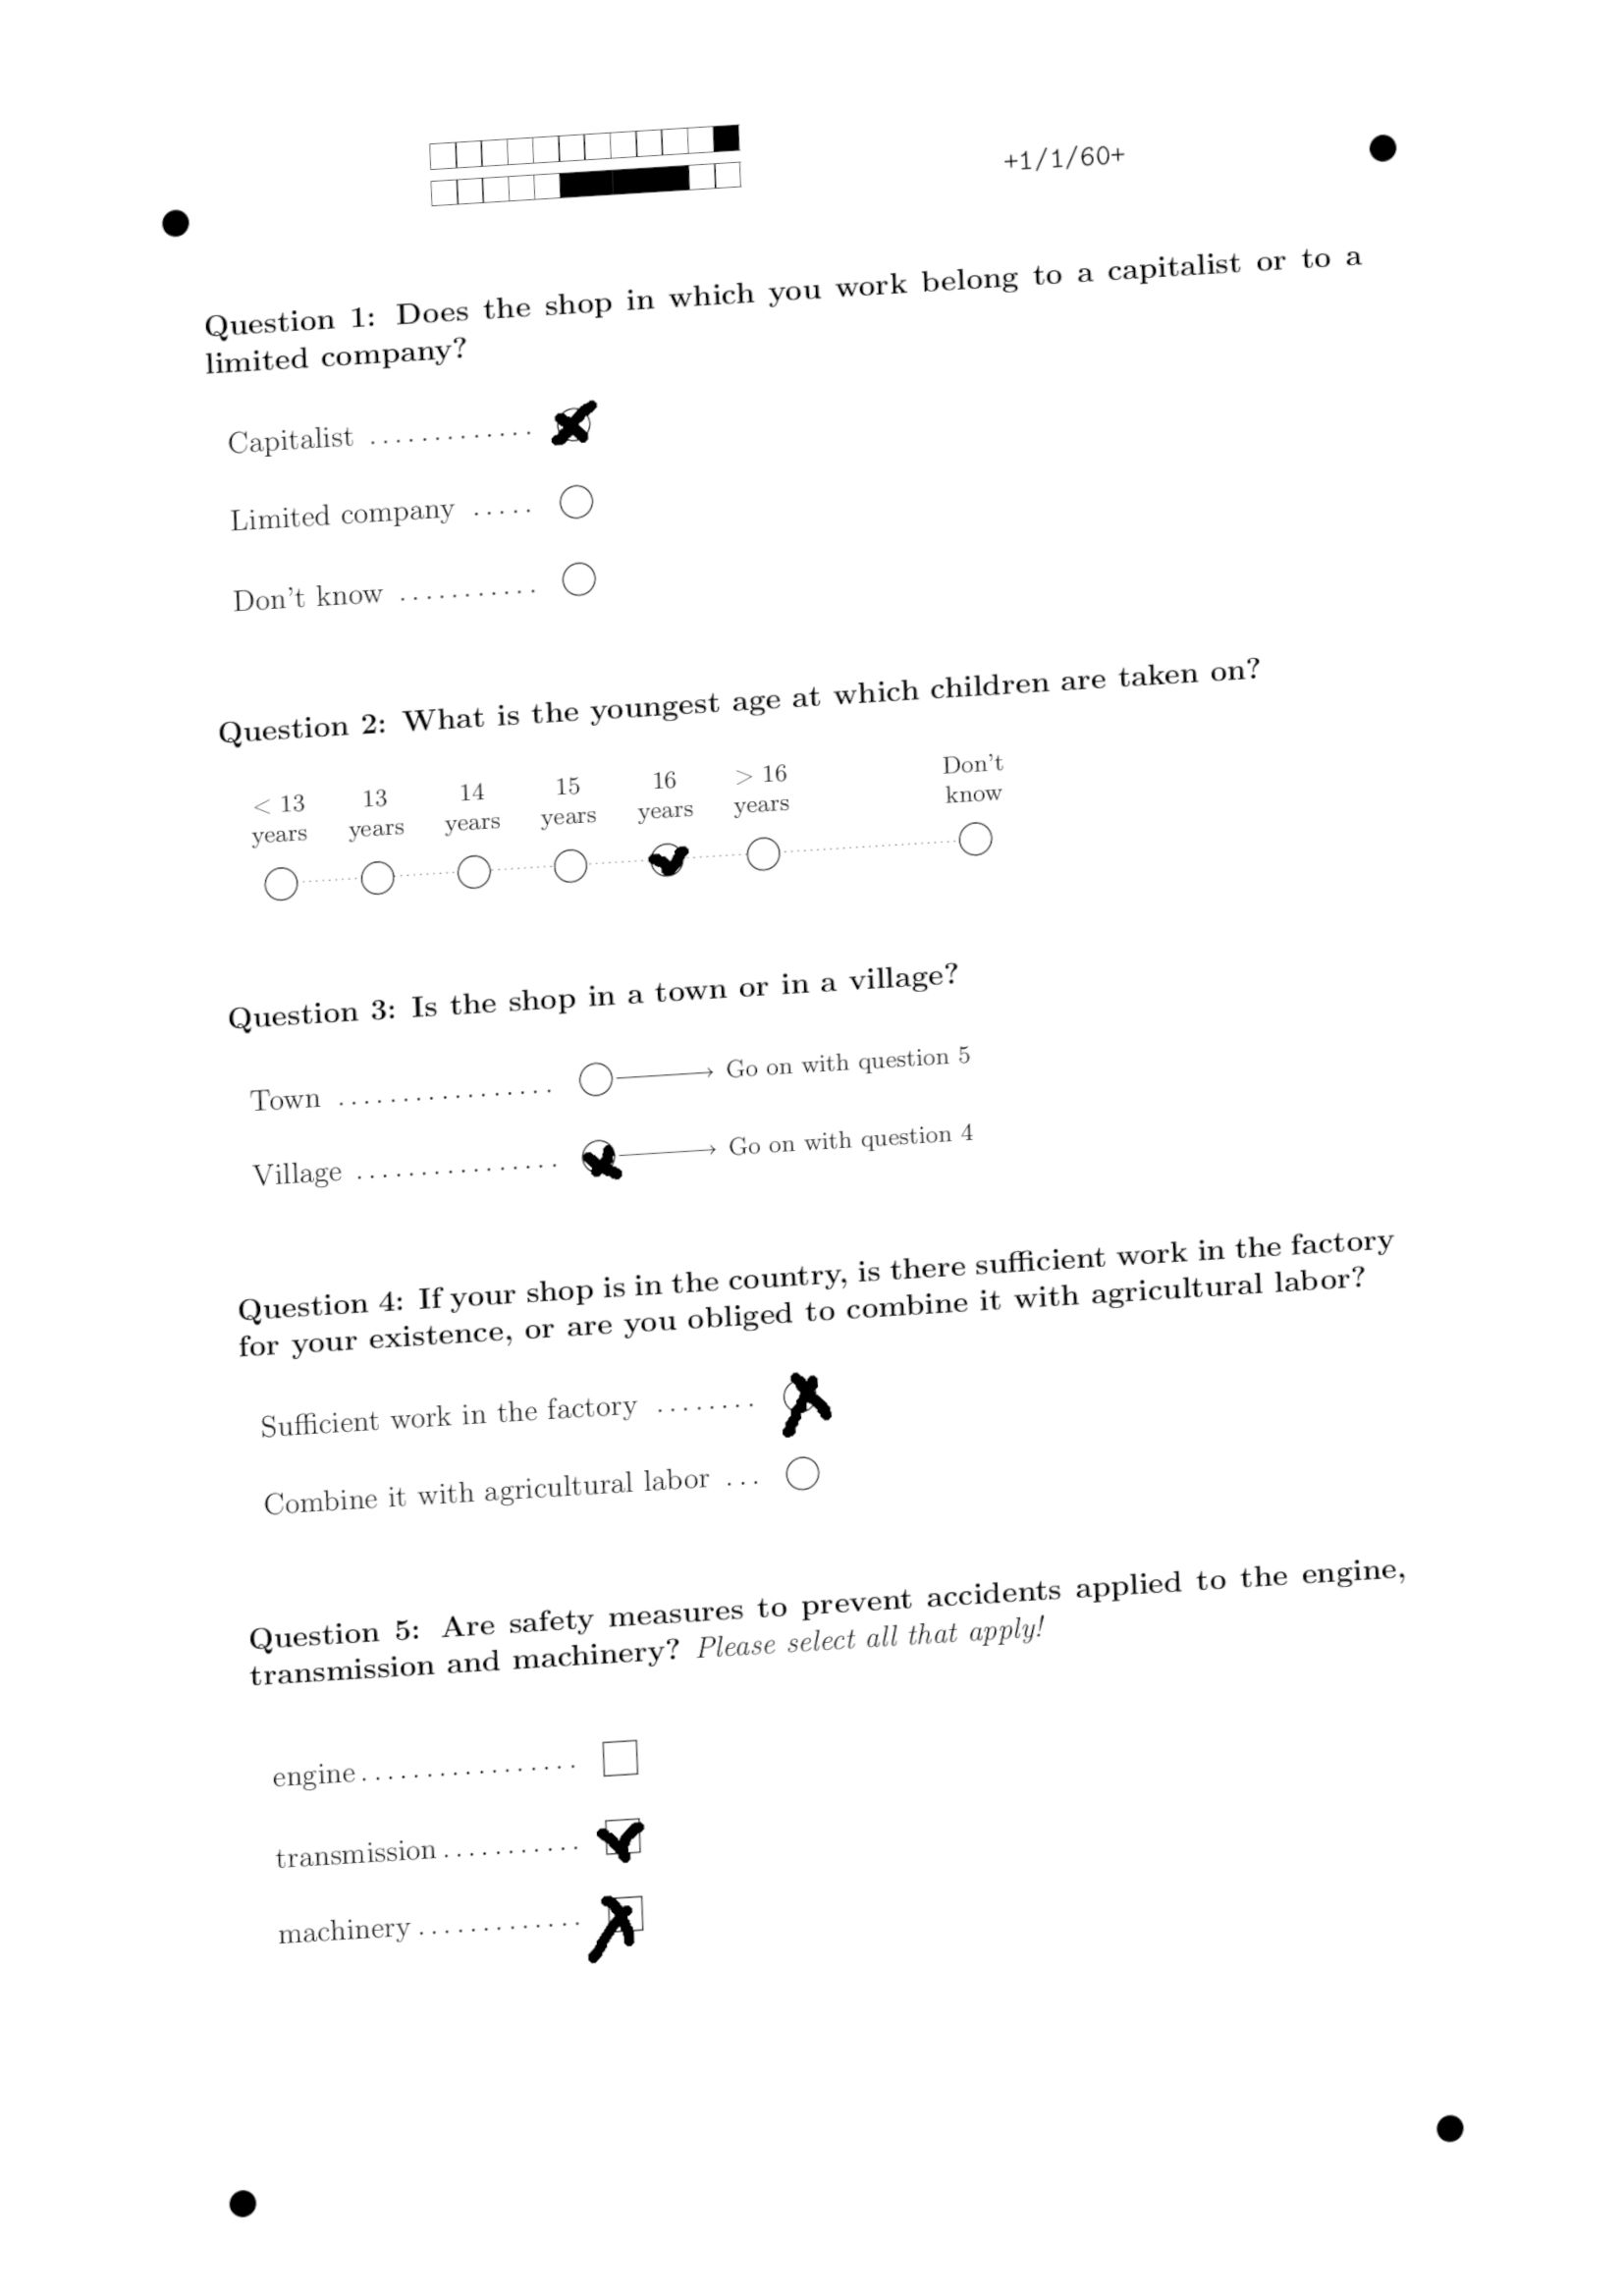 +1/1/60+
Question 1: Does the shop in which you work belong to a capitalist or to a
limited company?
Capitalist .............
Limited company .....
Don't know ...........
Question 2: What is the youngest age at which children are taken on?
< 13 13 14 15 16 > 16 Don't
years years years years years years know
Question 3: Is the shop in a town or in a village?
Town ................. Go on with question 5
Village ................ Go on with question 4
Question 4: If your shop is in the country, is there sufficient work in the factory
for your existence, or are you obliged to combine it with agricultural labor?
Sufficient work in the factory ........
Combine it with agricultural labor ...
Question 5: Are safety measures to prevent accidents applied to the engine,
transmission and machinery? Please select all that apply!
engine.................
transmission...........
machinery.............